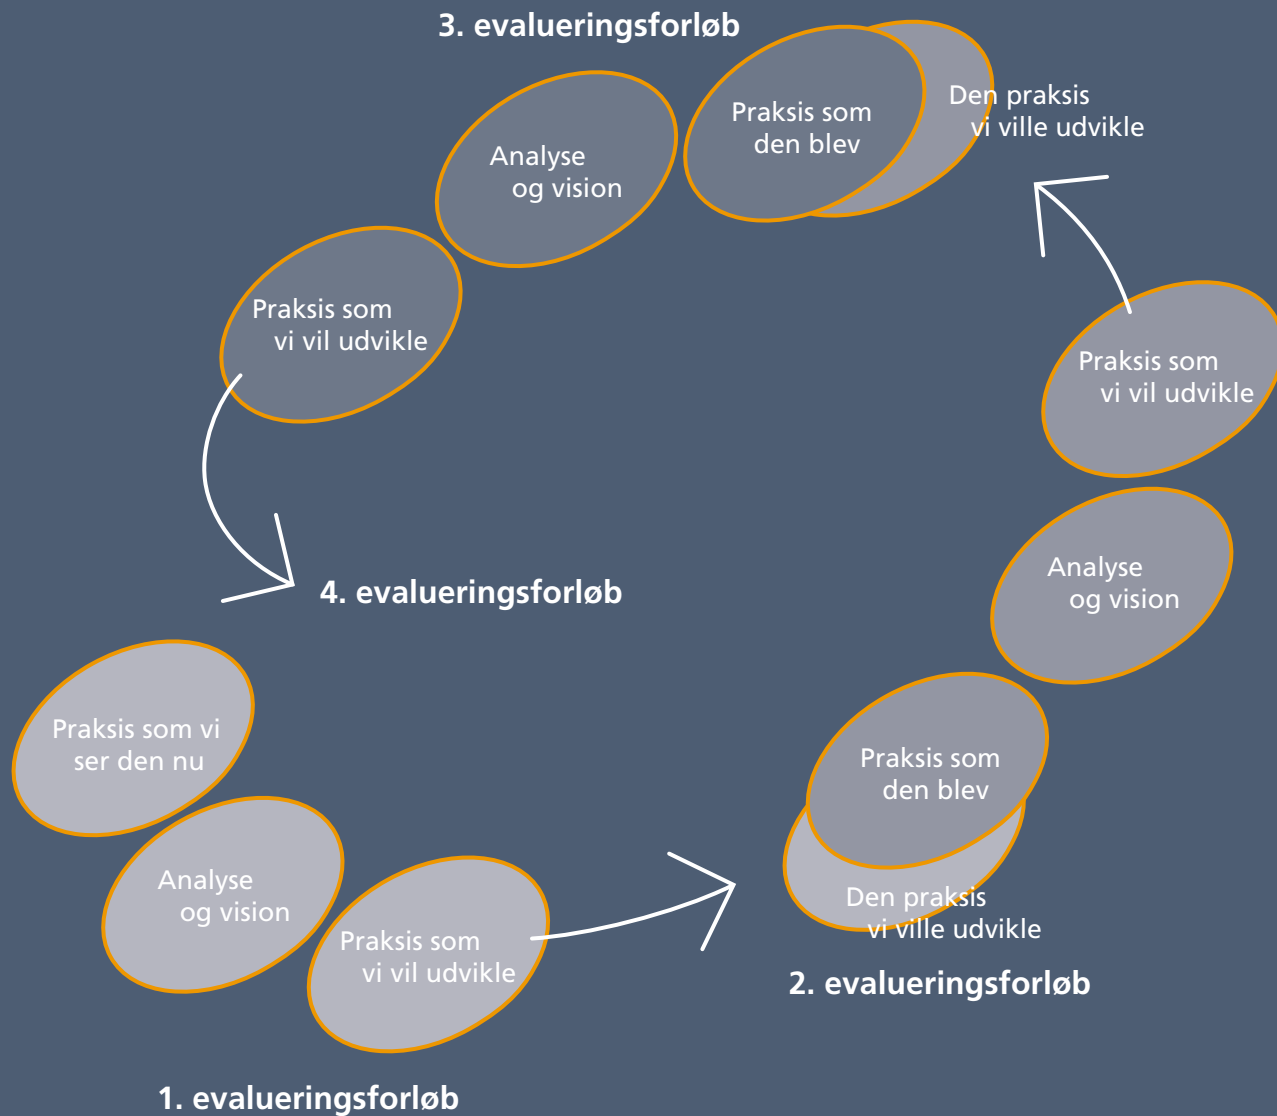 3. evalueringsforløb
Praksis som
den blev
Den praksis
vi ville udvikle
Analyse
og vision
Praksis som
vi vil udvikle
Praksis som
vi vil udvikle
Analyse
og vision
4. evalueringsforløb
Praksis som vi
ser den nu
Praksis som
den blev
Analyse
og vision
Den praksis
vi ville udvikle
Praksis som
vi vil udvikle
2. evalueringsforløb
1. evalueringsforløb